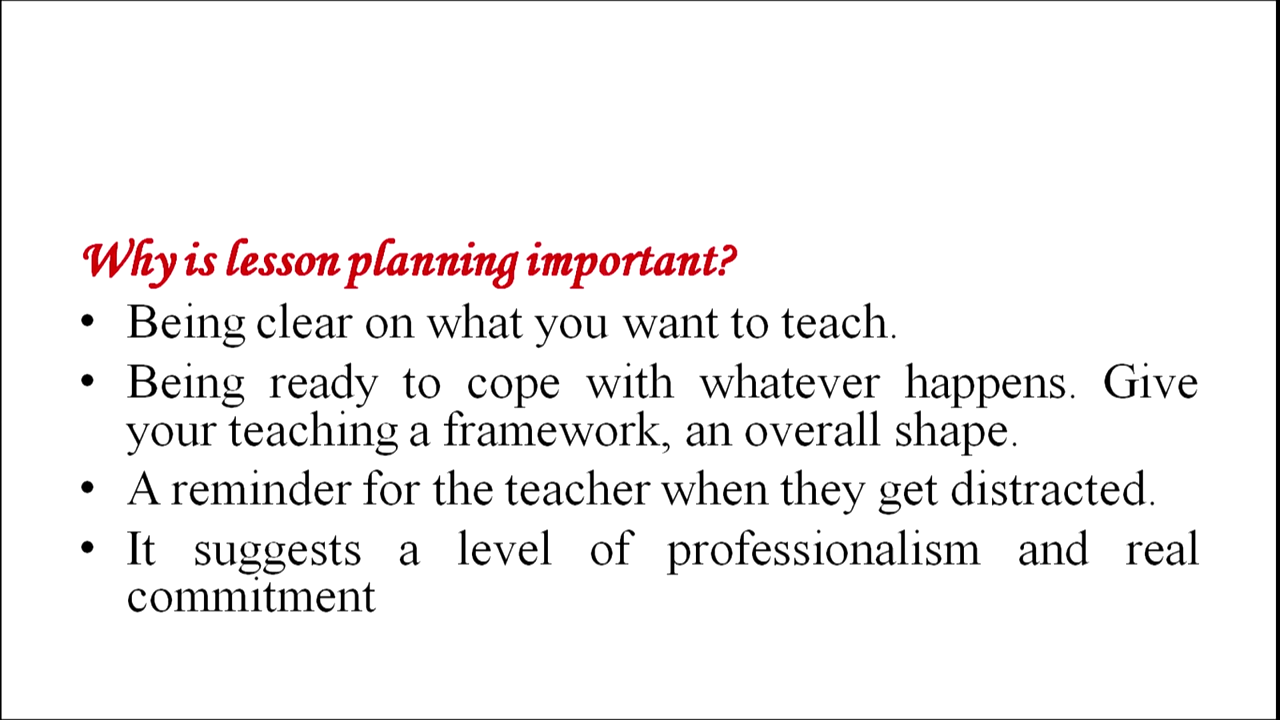 Why is lesson planning important?
• Being clear on what you want to teach.
• Being ready to cope with whatever happens. Give
your teaching a framework, an overall shape.
• A reminder for the teacher when they get distracted.
• It suggests a level of professionalism and real
commitment